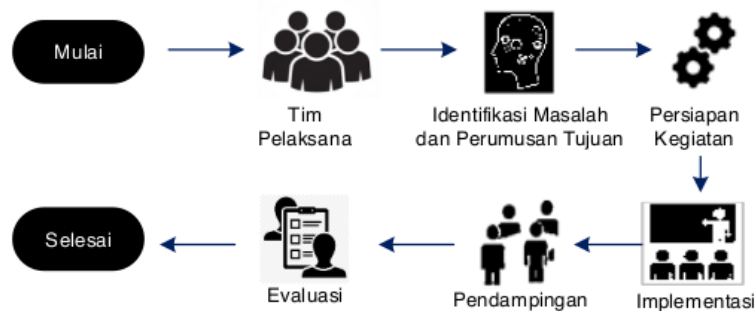 Mulai
Tim
Pelaksana
Identifikasi Masalah
dan Perumusan Tujuan
Persiapan
Kegiatan
Implementasi
Pendampingan
Evaluasi
Selesai